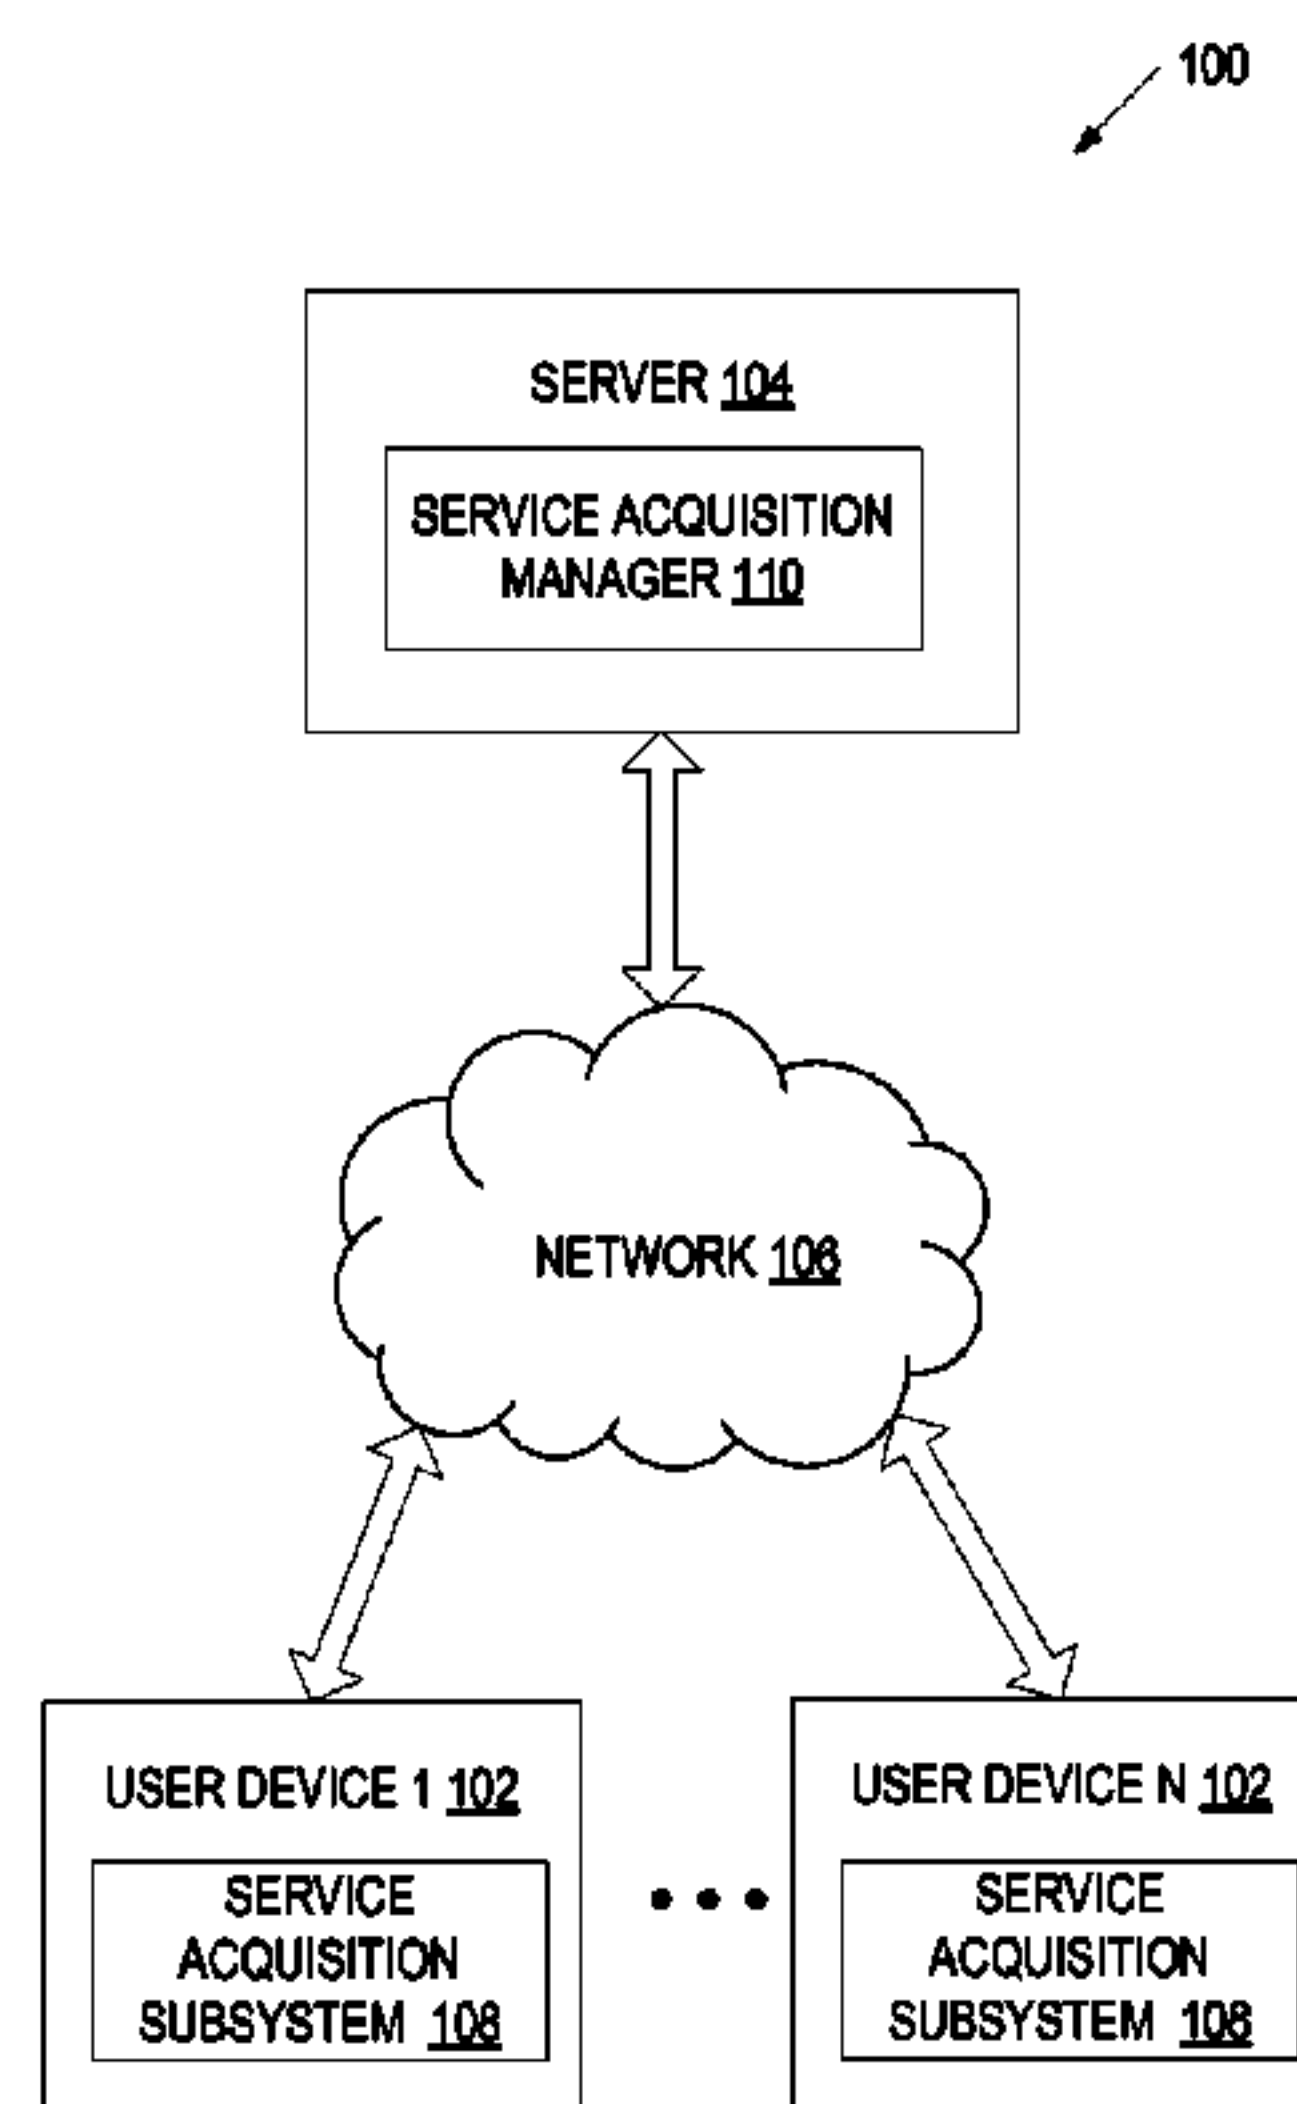 100
SERVER 104
SERVICE ACQUISITION
MANAGER 110
NETWORK 106
USER DEVICE 1 102
SERVICE
ACQUISITION
SUBSYSTEM 108
USER DEVICE N 102
SERVICE
ACQUISITION
SUBSYSTEM 108